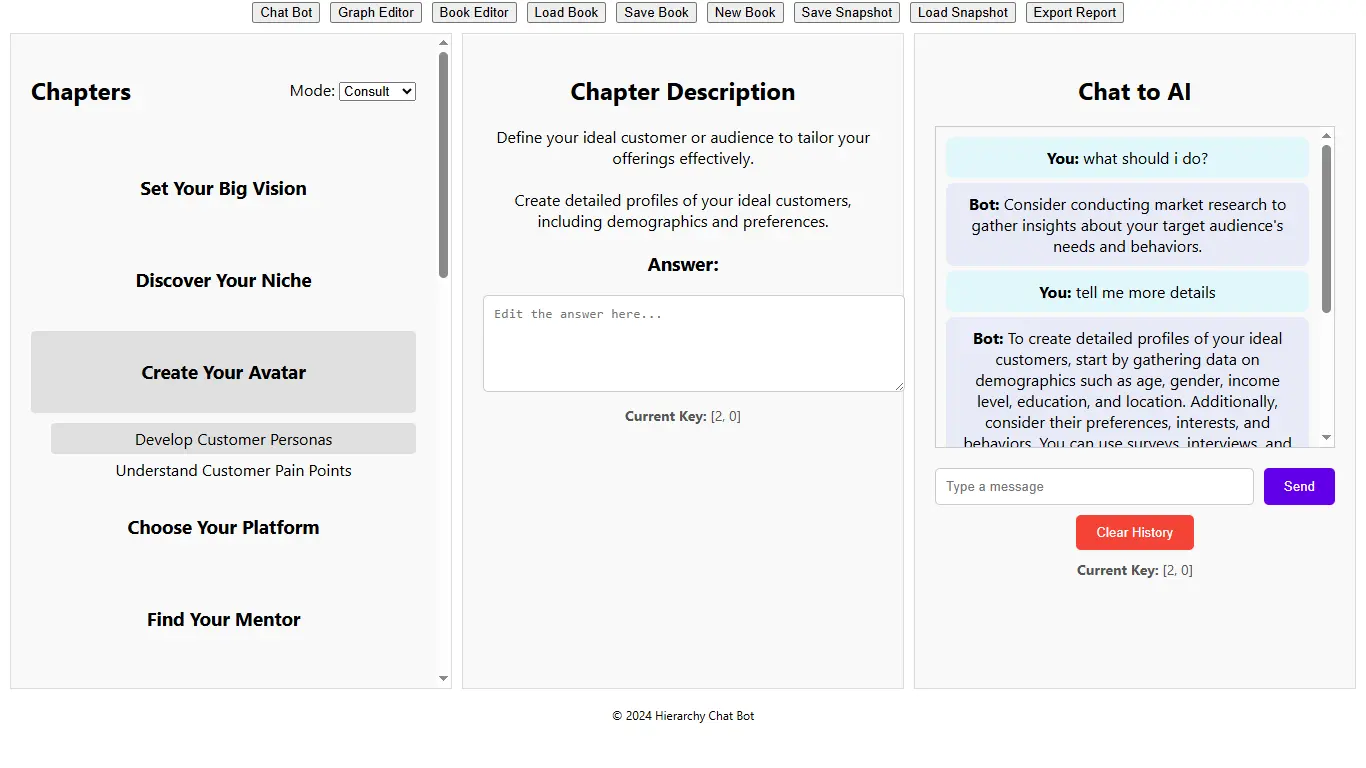 Chat Bot Graph Editor Book Editor Load Book Save Book New Book Save Snapshot Load Snapshot Export Report
Chapters
Mode: Consult
Set Your Big Vision
Discover Your Niche
Create Your Avatar
Develop Customer Personas
Understand Customer Pain Points
Choose Your Platform
Find Your Mentor
Chapter Description
Define your ideal customer or audience to tailor your
offerings effectively.
Create detailed profiles of your ideal customers,
including demographics and preferences.
Answer:
Edit the answer here...
Current Key: [2, 0]
Chat to AI
You: what should i do?
Bot: Consider conducting market research to
gather insights about your target audience's
needs and behaviors.
You: tell me more details
Bot: To create detailed profiles of your ideal
customers, start by gathering data on
demographics such as age, gender, income
level, education, and location. Additionally,
consider their preferences, interests, and
behaviors. You can use surveys, interviews, and
Type a message
Send
Clear History
Current Key: [2, 0]
© 2024 Hierarchy Chat Bot